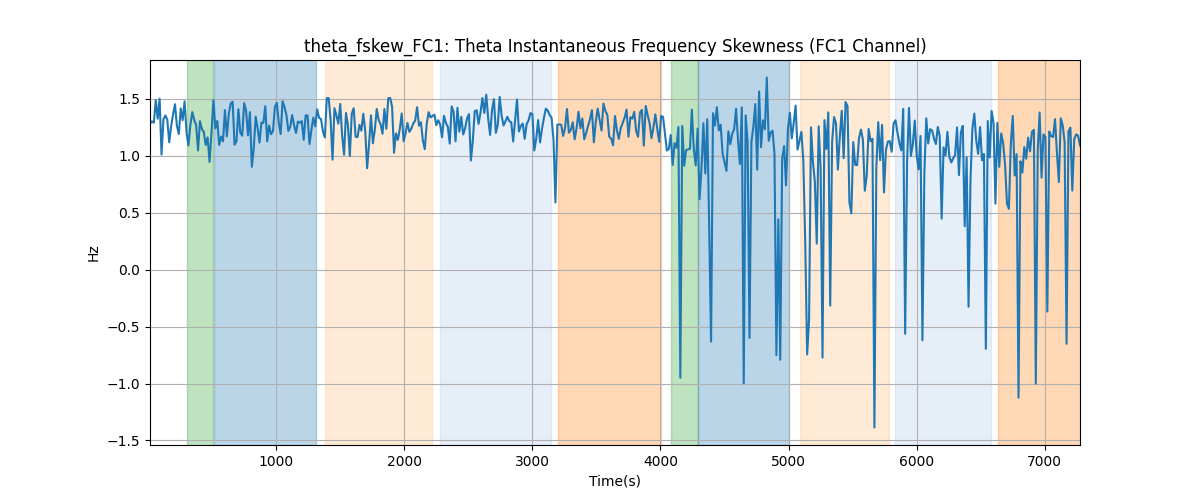 theta_fskew_FC1: Theta Instantaneous Frequency Skewness (FC1 Channel)
1.5
1.0
0.5
0.0
−0.5
−1.0
−1.5
Hz
1000 2000 3000 4000 5000 6000 7000
Time(s)